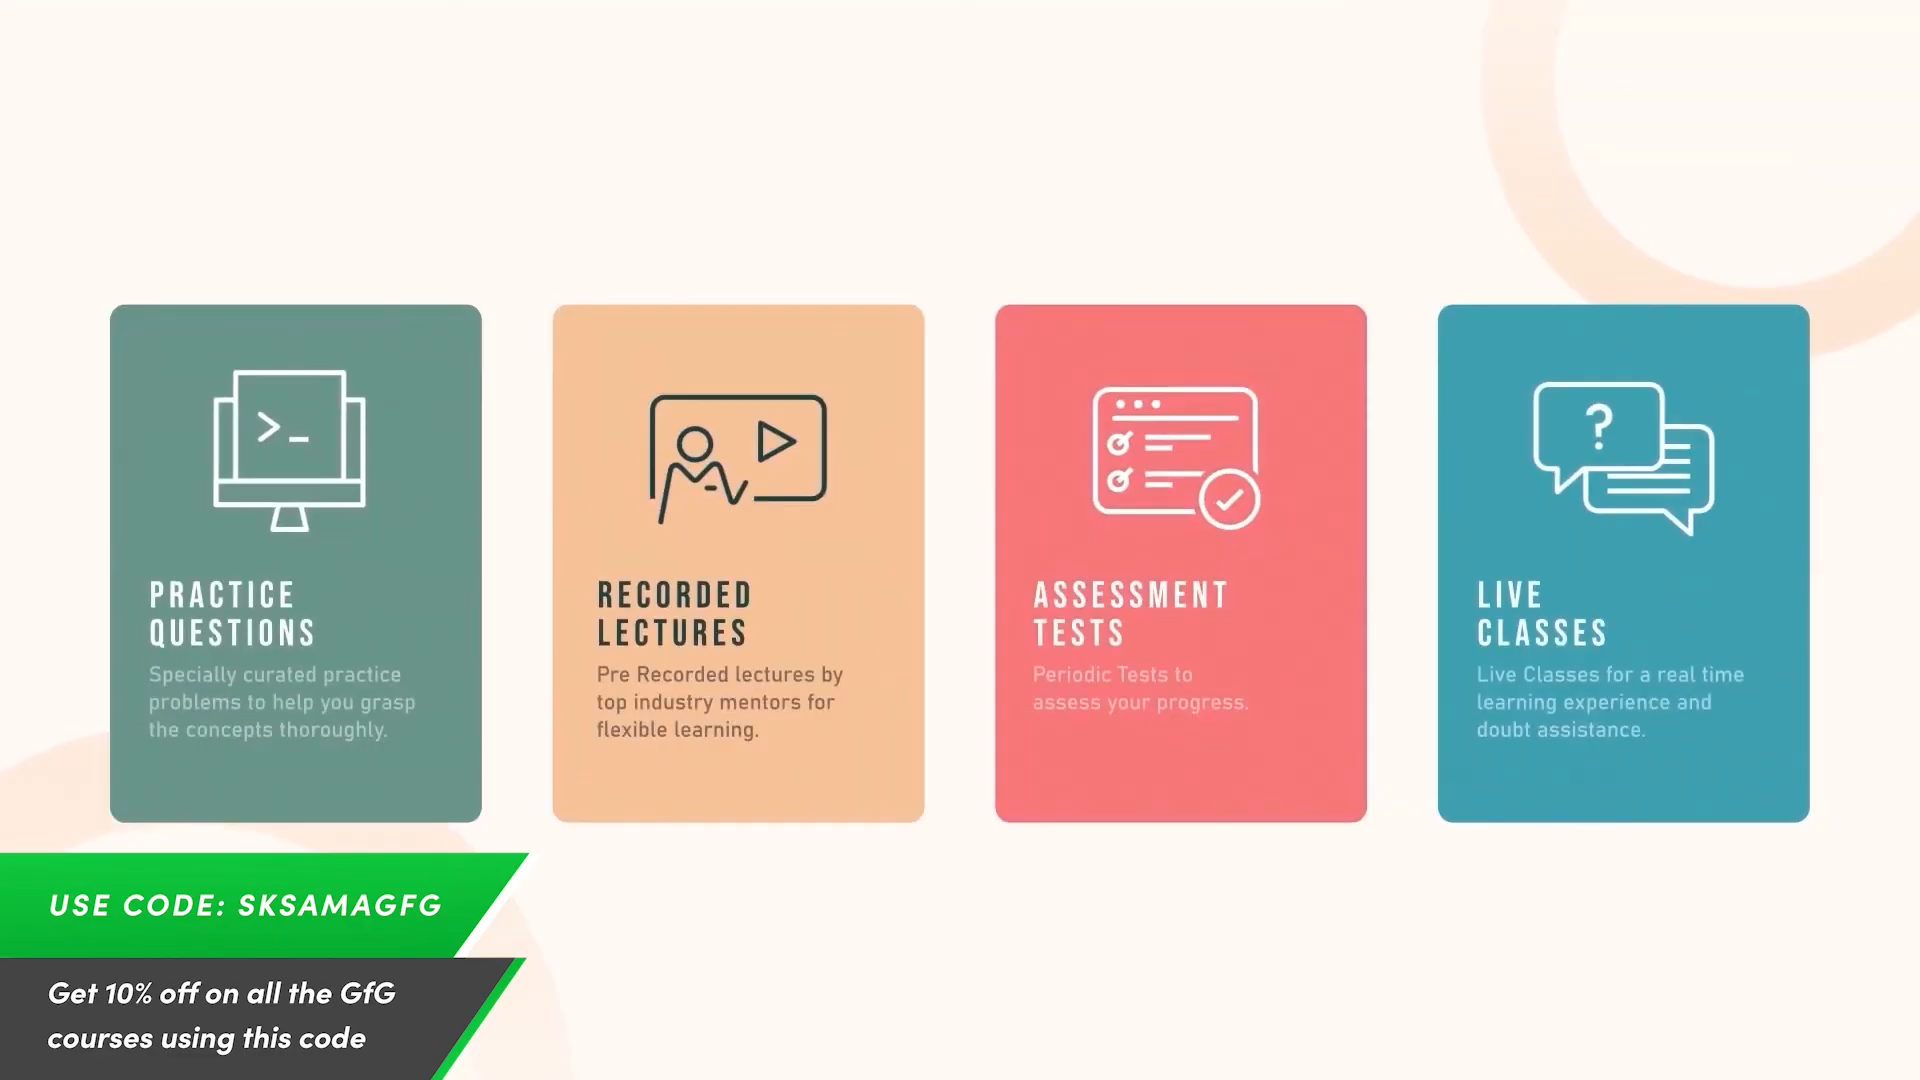 PRACTICE
QUESTIONS
Specially curated practice
problems to help you grasp
the concepts thoroughly.
RECORDED
LECTURES
Pre Recorded lectures by
top industry mentors for
flexible learning.
ASSESSMENT
TESTS
Periodic Tests to
assess your progress.
LIVE
CLASSES
Live Classes for a real time
learning experience and
doubt assistance.
USE CODE: SKSAMAGFG
Get 10% off on all the GfG
courses using this code